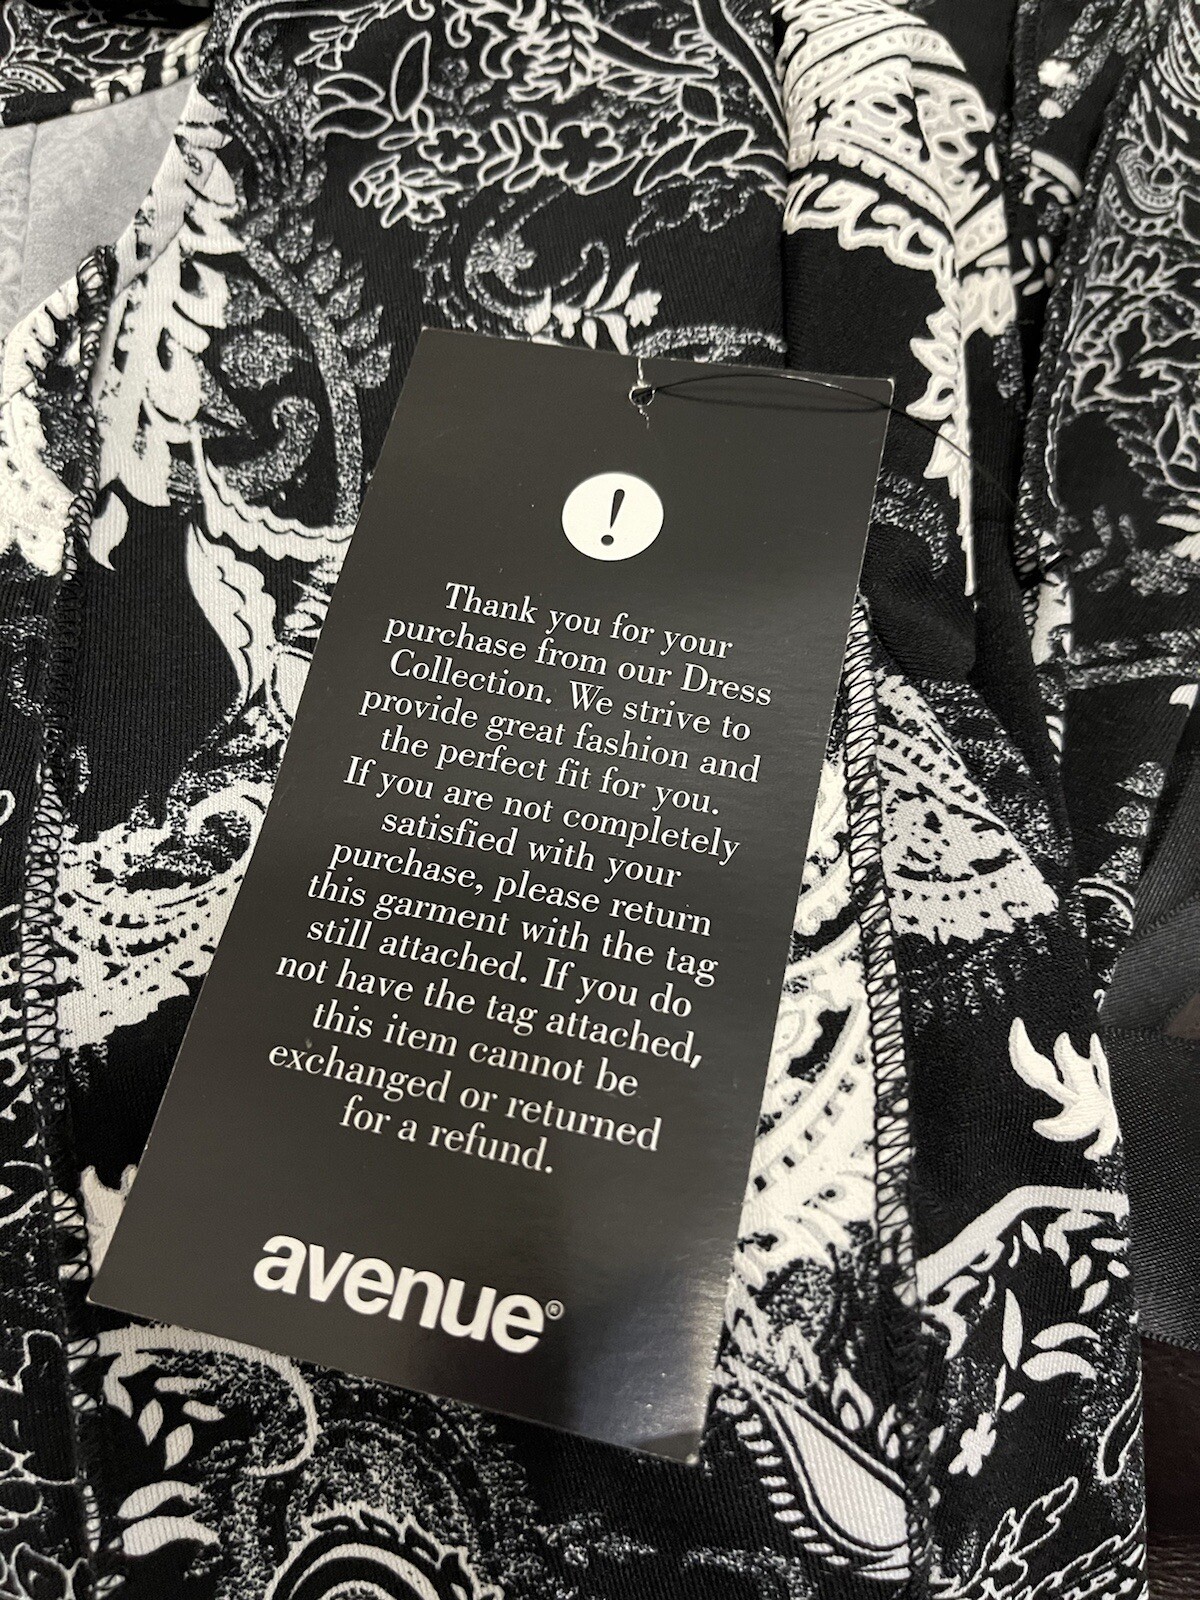 !
Thank you for your
purchase from our Dress
Collection. We strive to
provide great fashion and
the perfect fit for you.
If you are not completely
satisfied with your
purchase, please return
this garment with the tag
still attached. If you do
not have the tag attached,
this item cannot be
exchanged or returned
for a refund.
avenue®